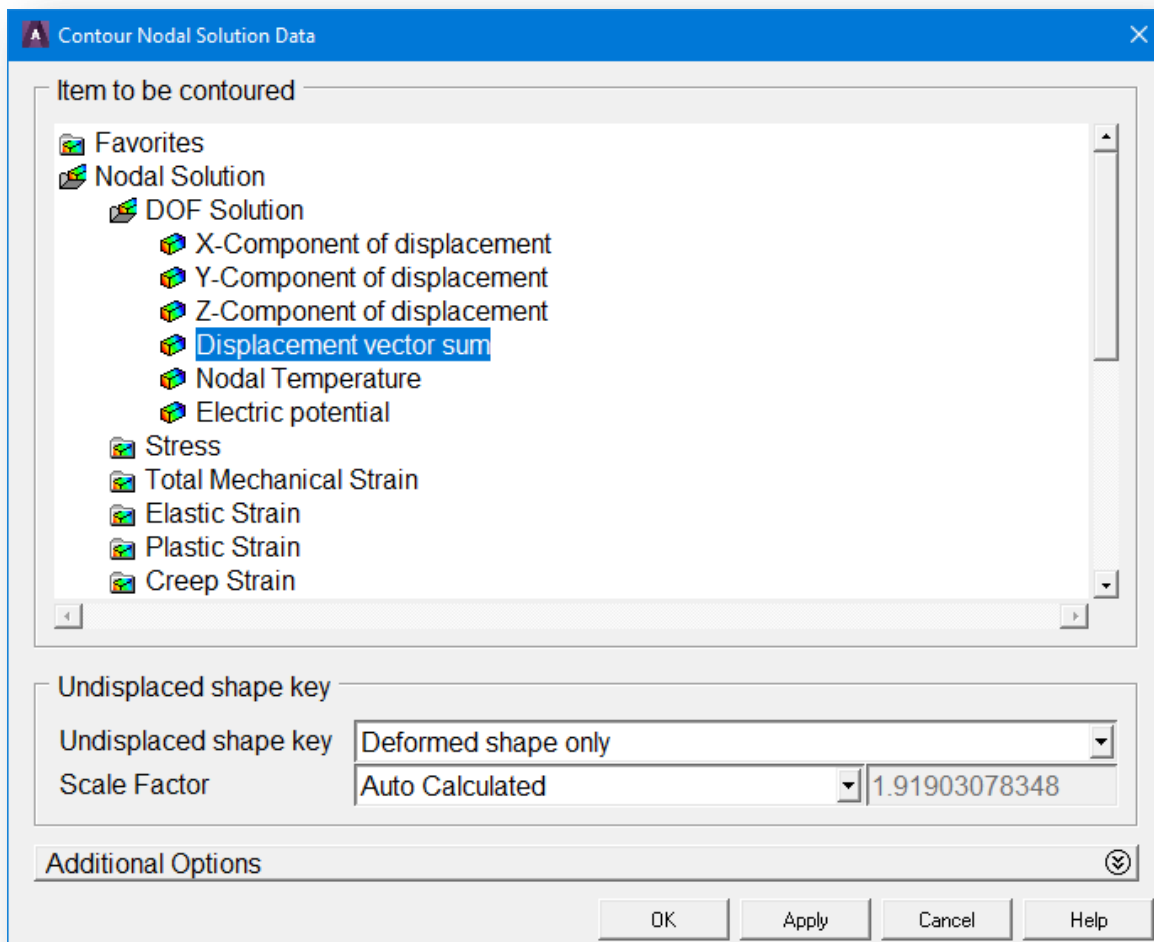 Contour Nodal Solution Data
Item to be contoured
Favorites
Nodal Solution
DOF Solution
X-Component of displacement
Y-Component of displacement
Z-Component of displacement
Displacement vector sum
Nodal Temperature
Electric potential
Stress
Total Mechanical Strain
Elastic Strain
Plastic Strain
Creep Strain
Undisplaced shape key
Undisplaced shape key Deformed shape only
Scale Factor Auto Calculated 1.91903078348
Additional Options
OK Apply Cancel Help